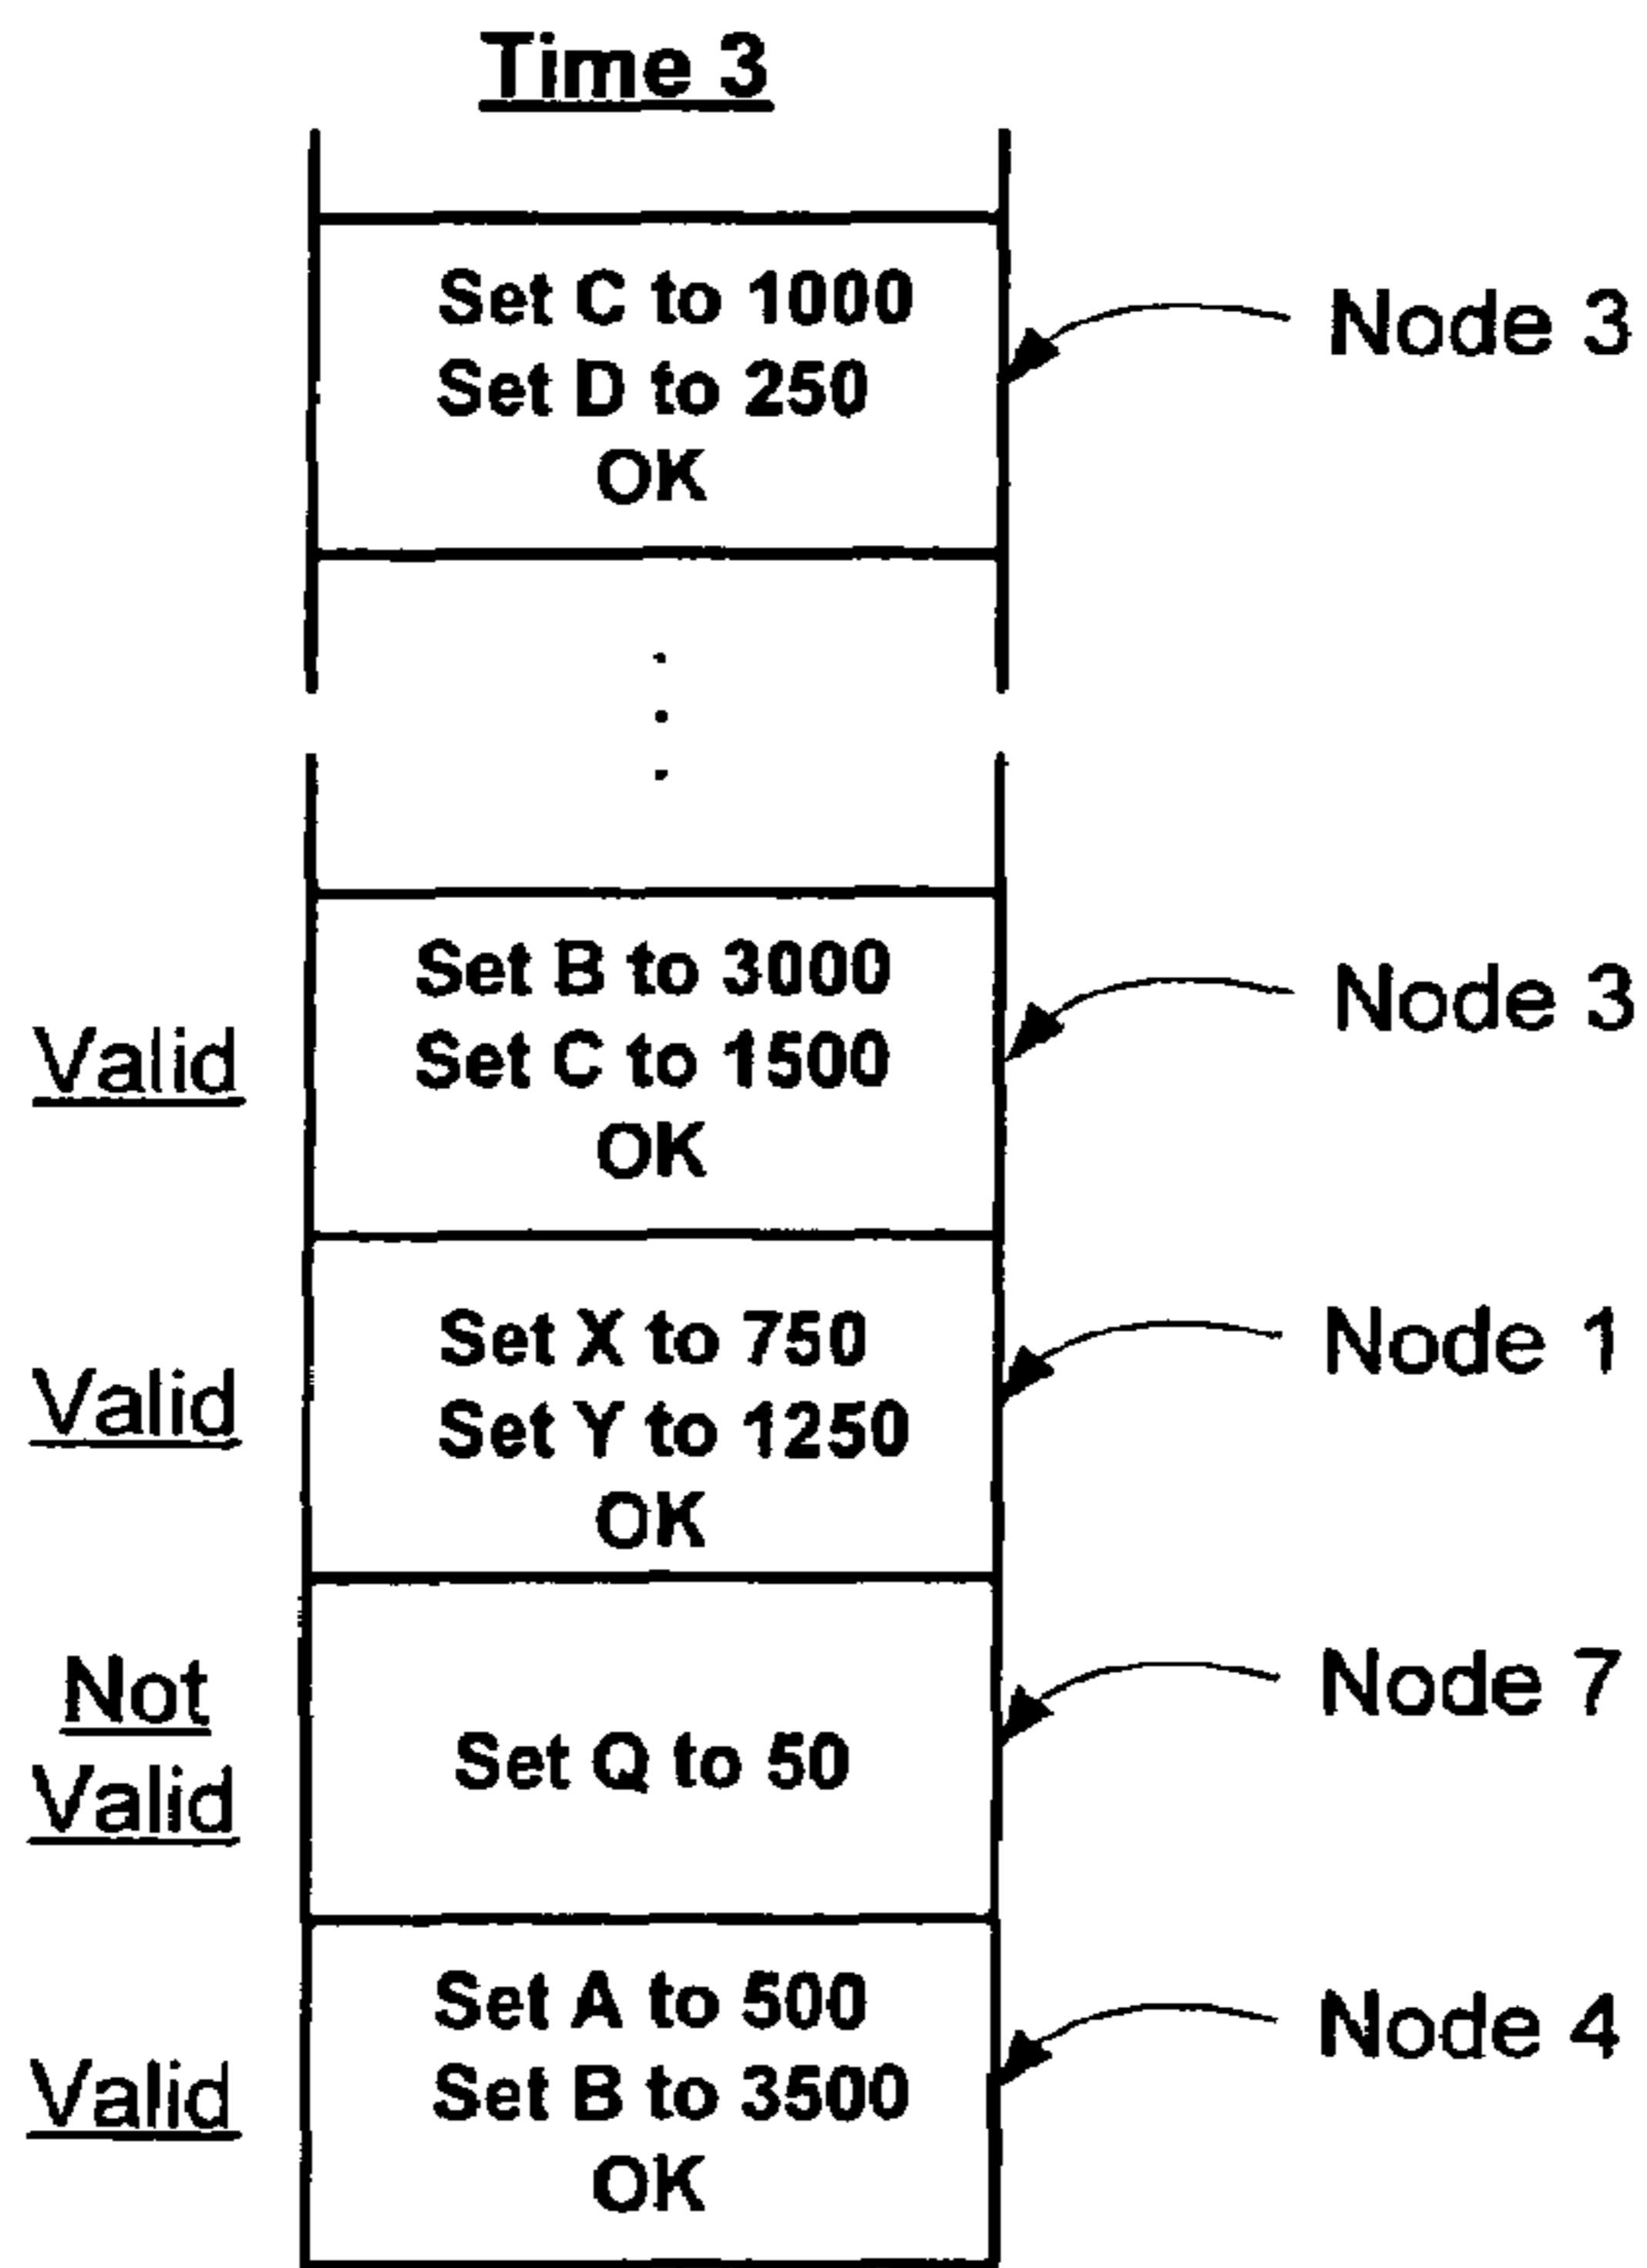 Time 3
Set C to 1000
Set D to 250
OK
Node 3
Valid
Set B to 3000
Set C to 1500
OK
Node 3
Valid
Set X to 750
Set Y to 1250
OK
Node 1
Not
Valid
Set Q to 50
Node 7
Valid
Set A to 500
Set B to 3500
OK
Node 4